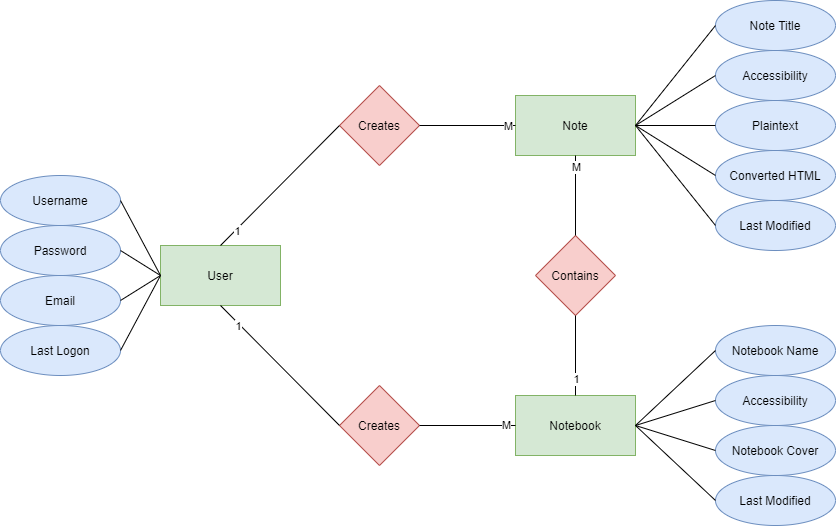 Note Title
Accessibility
Creates
M
Note
Plaintext
M
Converted HTML
Username
Last Modified
1
Password
User
Contains
Email
1
Last Logon
1
Notebook Name
Accessibility
Creates
M
Notebook
Notebook Cover
Last Modified